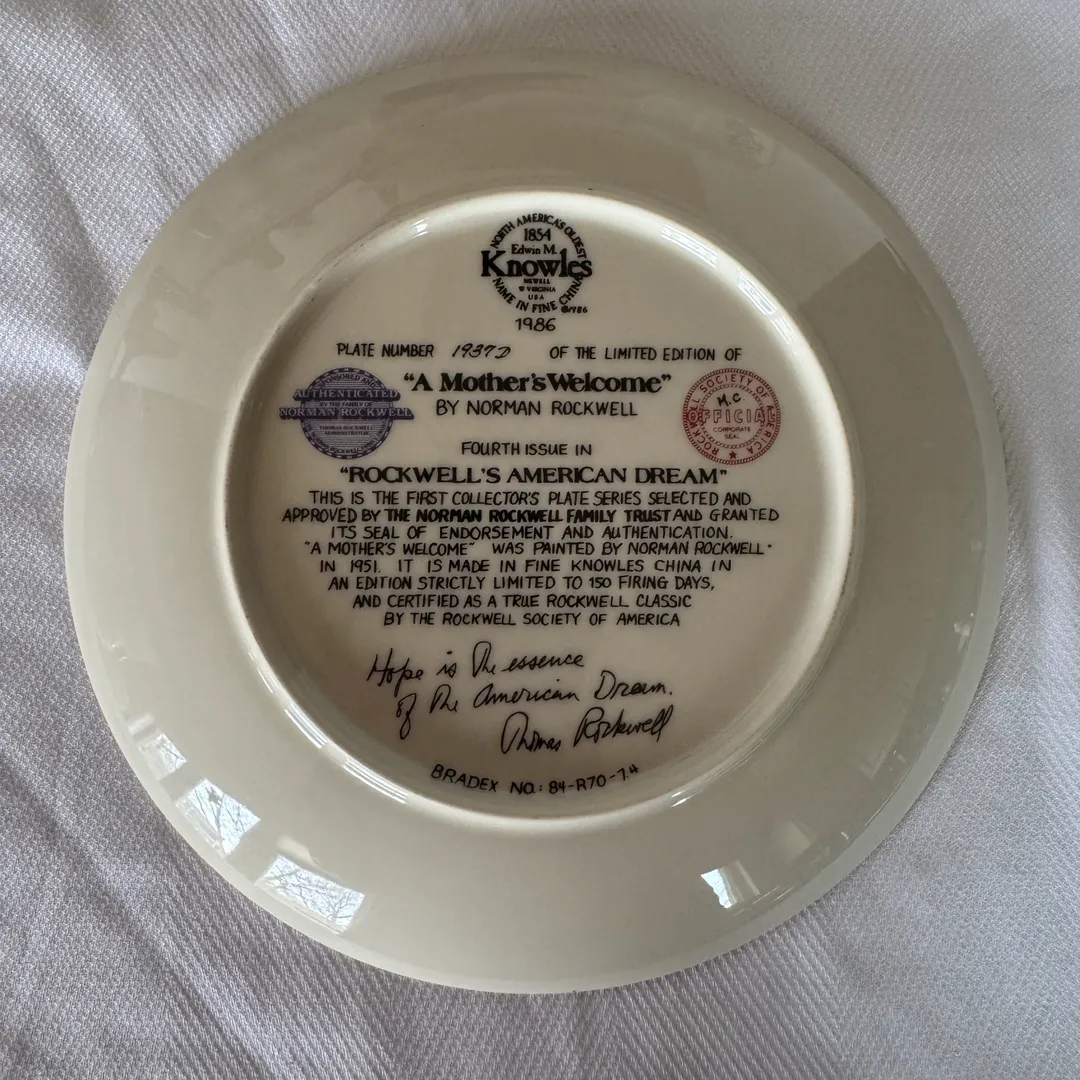 NORTH AMERICA'S OLDEST
1854
Edwin M.
Knowles
NEWELL
W VIRGINIA
USA
NAME IN FINE CHINA
©1986
1986
PLATE NUMBER 1937D OF THE LIMITED EDITION OF
"A Mother's Welcome"
BY NORMAN ROCKWELL
AUTHENTICATED
BY THE FAMILY OF
NORMAN ROCKWELL
THOMAS ROCKWELL
ADMINISTRATOR
ROCKWELL SOCIETY OF AMERICA
M.C
OFFICIAL
CORPORATE
SEAL
FOURTH ISSUE IN
"ROCKWELL'S AMERICAN DREAM"
THIS IS THE FIRST COLLECTOR'S PLATE SERIES SELECTED AND
APPROVED BY THE NORMAN ROCKWELL FAMILY TRUST AND GRANTED
ITS SEAL OF ENDORSEMENT AND AUTHENTICATION.
"A MOTHER'S WELCOME" WAS PAINTED BY NORMAN ROCKWELL
IN 1951. IT IS MADE IN FINE KNOWLES CHINA IN
AN EDITION STRICTLY LIMITED TO 150 FIRING DAYS,
AND CERTIFIED AS A TRUE ROCKWELL CLASSIC
BY THE ROCKWELL SOCIETY OF AMERICA
Hope is the essence
of the American Dream.
Thomas Rockwell
BRADEX NO.: 84-R70-7.4